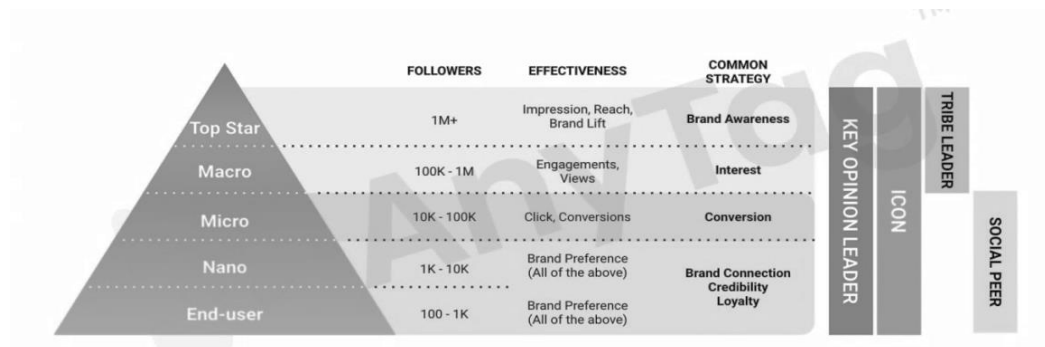 TM
FOLLOWERS EFFECTIVENESS COMMON
STRATEGY
Top Star 1M+ Impression, Reach,
Brand Lift Brand Awareness
Macro 100K - 1M Engagements,
Views Interest
Micro 10K - 100K Click, Conversions Conversion
Nano 1K - 10K Brand Preference
(All of the above) Brand Connection
Credibility
Loyalty
End-user 100 - 1K Brand Preference
(All of the above)
KEY OPINION LEADER
ICON
TRIBE LEADER
SOCIAL PEER
AnyTag